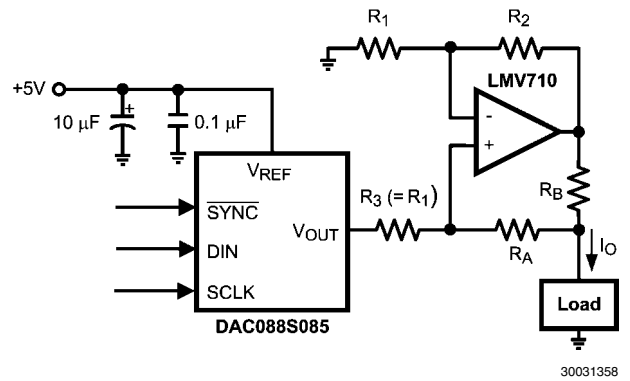 R1
R2
LMV710
+5V
+
10 µF
0.1 µF
-
+
VREF
RB
R3 (= R1)
SYNC
VOUT
RA
IO
DIN
SCLK
Load
DAC088S085
30031358